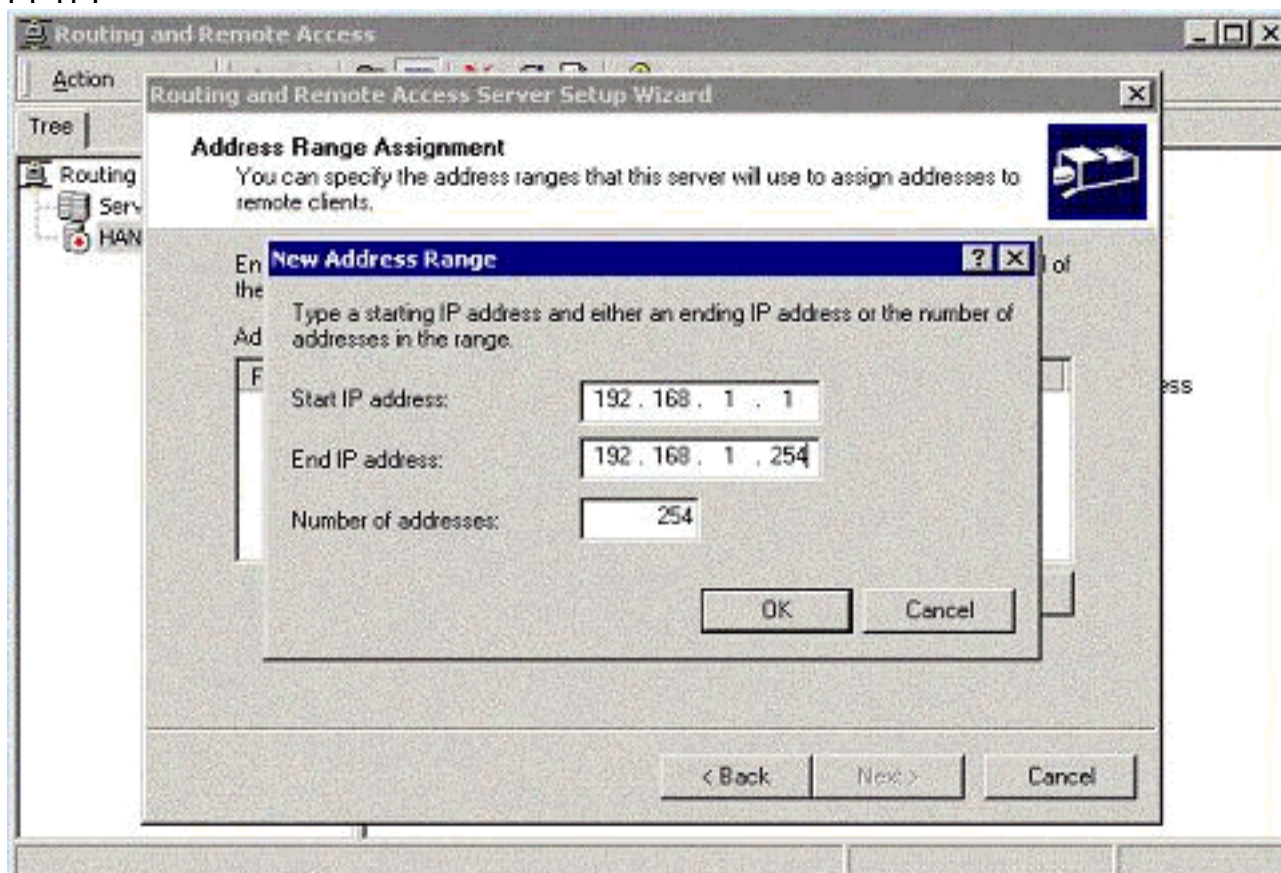 Routing and Remote Access
Action
Routing and Remote Access Server Setup Wizard
Tree
Address Range Assignment
You can specify the address ranges that this server will use to assign addresses to
remote clients.
Routing
Serv
HAN
En
of
the
Ad
F
ess
New Address Range
Type a starting IP address and either an ending IP address or the number of
addresses in the range.
Start IP address: 192 . 168 . 1 . 1
End IP address: 192 . 168 . 1 . 254
Number of addresses: 254
OK Cancel
< Back Next > Cancel